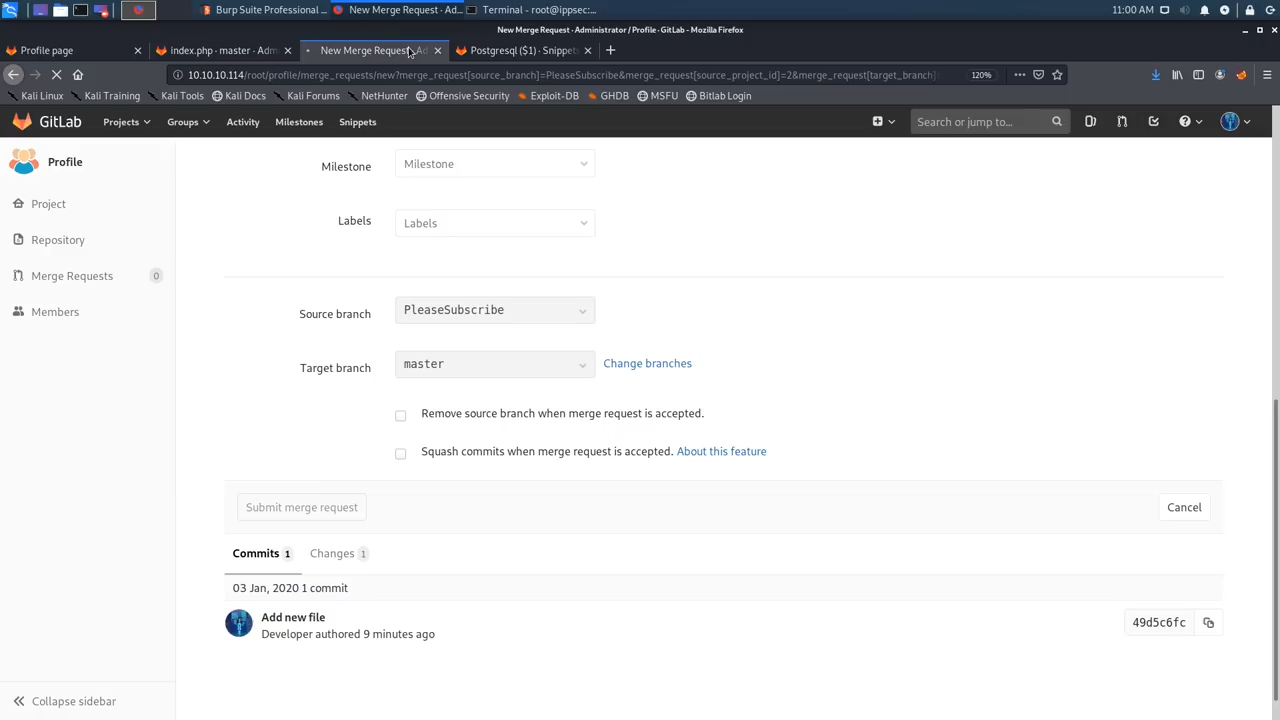 Burp Suite Professional ...
New Merge Request · Ad...
Terminal - root@ippsec:...
11:00 AM
New Merge Request · Administrator / Profile · GitLab - Mozilla Firefox
Profile page
index.php · master · Adm
New Merge Request · Ad
Postgresql ($1) · Snippets
10.10.10.114/root/profile/merge_requests/new?merge_request[source_branch]=PleaseSubscribe&merge_request[source_project_id]=2&merge_request[target_branch]
120%
Kali Linux
Kali Training
Kali Tools
Kali Docs
Kali Forums
NetHunter
Offensive Security
Exploit-DB
GHDB
MSFU
Bitlab Login
GitLab
Projects
Groups
Activity
Milestones
Snippets
Search or jump to...
Profile
Project
Repository
Merge Requests 0
Members
Collapse sidebar
Milestone
Milestone
Labels
Labels
Source branch
PleaseSubscribe
Target branch
master
Change branches
Remove source branch when merge request is accepted.
Squash commits when merge request is accepted. About this feature
Submit merge request
Cancel
Commits 1
Changes 1
03 Jan, 2020 1 commit
Add new file
Developer authored 9 minutes ago
49d5c6fc